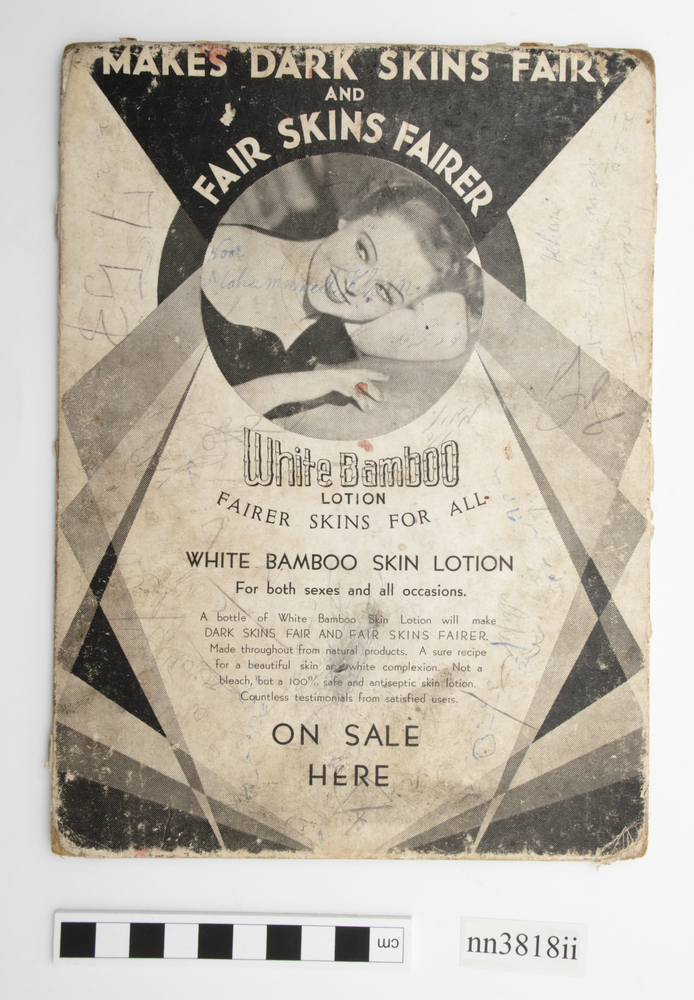 MAKES DARK SKINS FAIR
AND
FAIR SKINS FAIRER
Khan
White Bamboo
LOTION
FAIRER SKINS FOR ALL
WHITE BAMBOO SKIN LOTION
For both sexes and all occasions.
A bottle of White Bamboo Skin Lotion will make
DARK SKINS FAIR AND FAIR SKINS FAIRER.
Made throughout from natural products. A sure recipe
for a beautiful skin and white complexion. Not a
bleach, but a 100% safe and antiseptic skin lotion.
Countless testimonials from satisfied users.
ON SALE
HERE
cm
nn3818ii